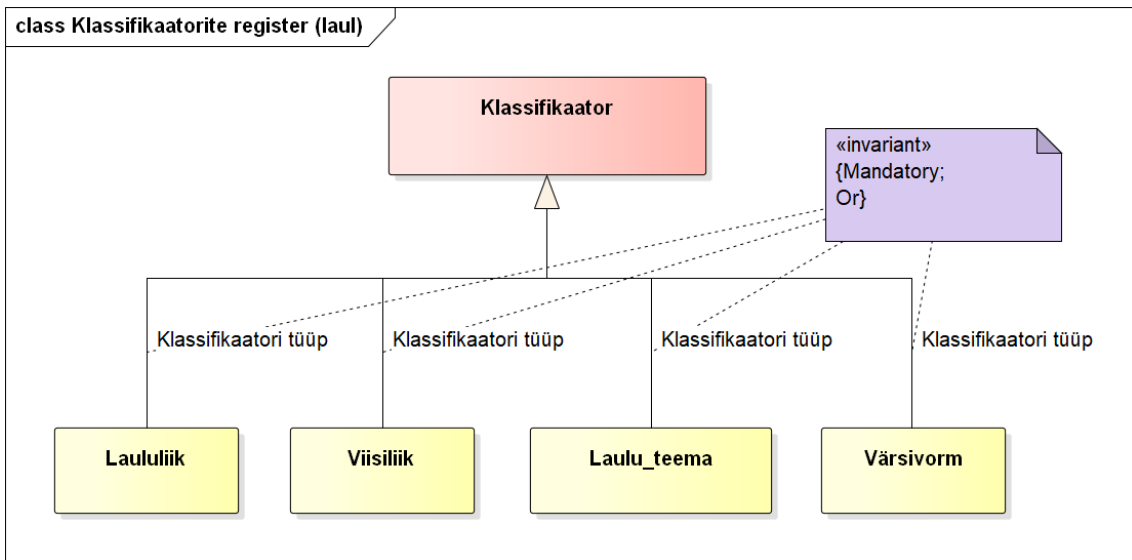 class Klassifikaatorite register (laul)
Klassifikaator
«invariant»
{Mandatory;
Or}
Klassifikaatori tüüp
Klassifikaatori tüüp
Klassifikaatori tüüp
Klassifikaatori tüüp
Laululiik
Viisiliik
Laulu_teema
Värsivorm